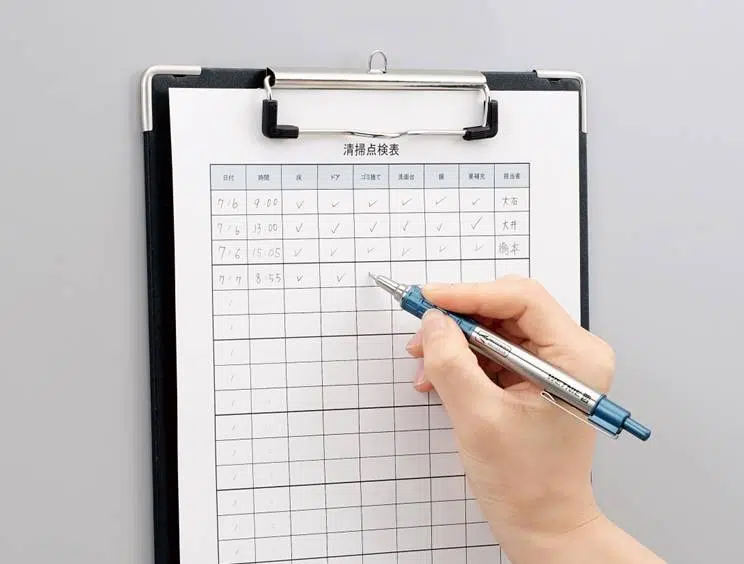 清掃点検表
日付 時間 床 ドア ゴミ捨て 洗面台 鏡 要補充 担当者
7/6 9:00 ✓ ✓ ✓ ✓ ✓ ✓ 大石
7/6 13:00 ✓ ✓ ✓ ✓ ✓ ✓ 大井
7/6 15:05 ✓ ✓ ✓ ✓ ✓ ✓ 橋本
7/7 8:55 ✓ ✓